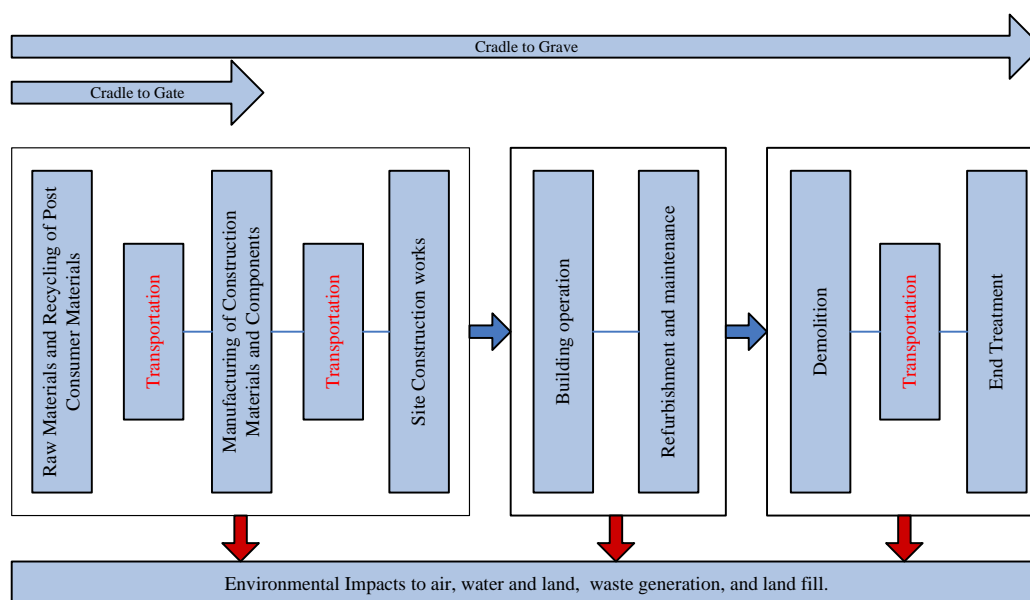 Cradle to Grave
Cradle to Gate
Raw Materials and Recycling of Post
Consumer Materials
Transportation
Manufacturing of Construction
Materials and Components
Transportation
Site Construction works
Building operation
Refurbishment and maintenance
Demolition
Transportation
End Treatment
Environmental Impacts to air, water and land, waste generation, and land fill.